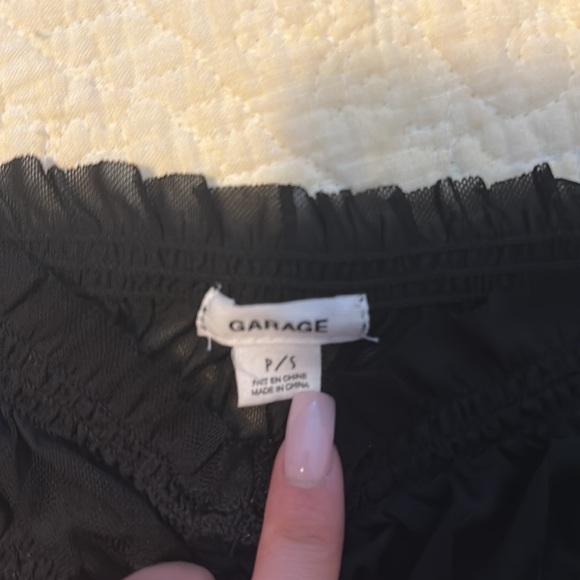 GARAGE
P/S
FAIT EN CHINE
MADE IN CHINA